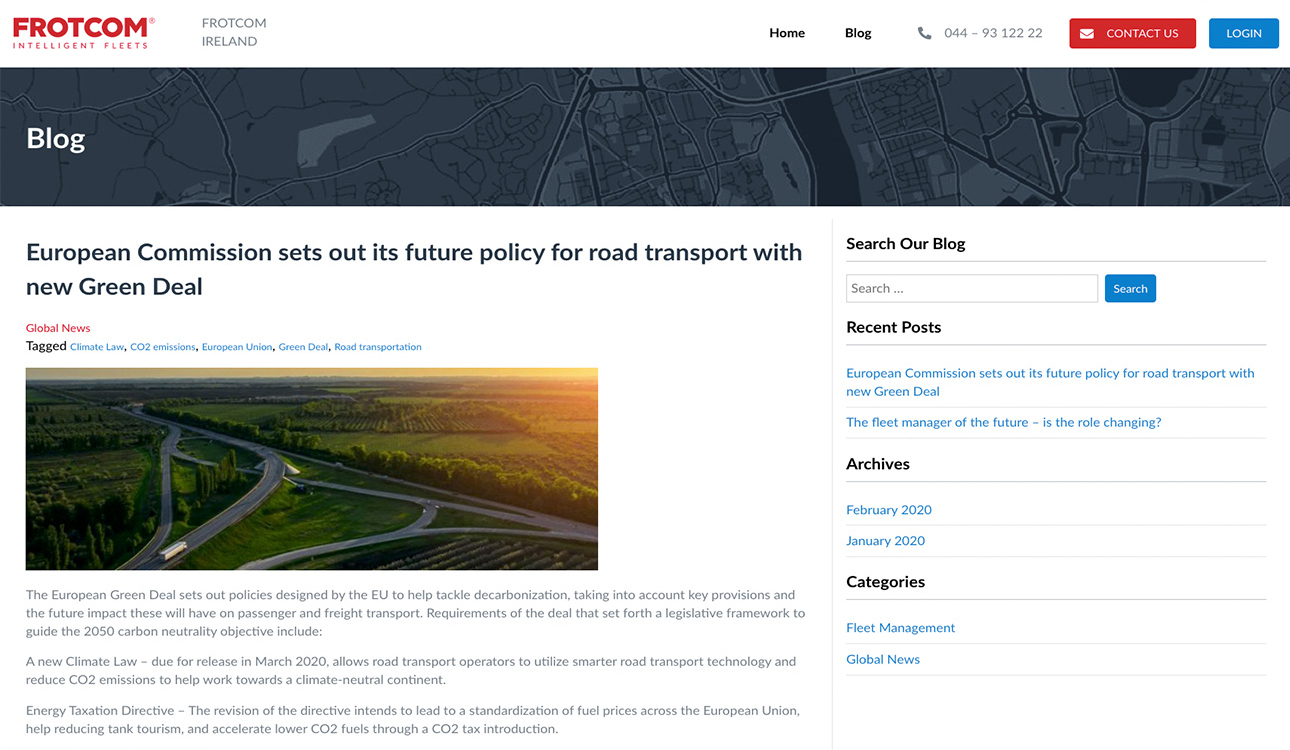 FROTCOM®
INTELLIGENT FLEETS
FROTCOM
IRELAND
Home
Blog
044 – 93 122 22
CONTACT US
LOGIN
Blog
European Commission sets out its future policy for road transport with
new Green Deal
Global News
Tagged Climate Law, CO2 emissions, European Union, Green Deal, Road transportation
The European Green Deal sets out policies designed by the EU to help tackle decarbonization, taking into account key provisions and
the future impact these will have on passenger and freight transport. Requirements of the deal that set forth a legislative framework to
guide the 2050 carbon neutrality objective include:
A new Climate Law – due for release in March 2020, allows road transport operators to utilize smarter road transport technology and
reduce CO2 emissions to help work towards a climate-neutral continent.
Energy Taxation Directive – The revision of the directive intends to lead to a standardization of fuel prices across the European Union,
help reducing tank tourism, and accelerate lower CO2 fuels through a CO2 tax introduction.
Search Our Blog
Search ...
Search
Recent Posts
European Commission sets out its future policy for road transport with
new Green Deal
The fleet manager of the future – is the role changing?
Archives
February 2020
January 2020
Categories
Fleet Management
Global News